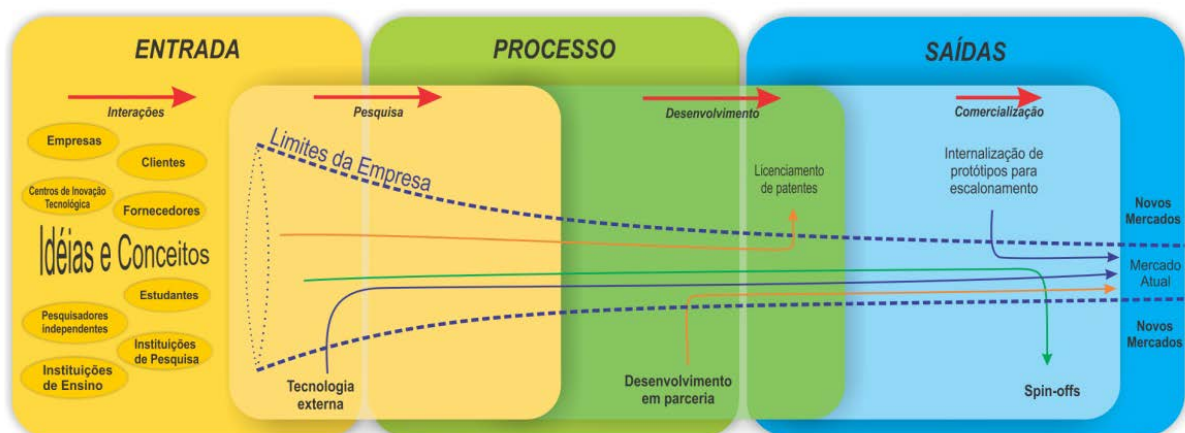 ENTRADA
PROCESSO
SAÍDAS
Interações
Pesquisa
Desenvolvimento
Comercialização
Empresas
Clientes
Centros de Inovação
Tecnológica
Fornecedores
Idéias e Conceitos
Estudantes
Pesquisadores
independentes
Instituições
de Pesquisa
Instituições
de Ensino
Limites da Empresa
Tecnologia
externa
Licenciamento
de patentes
Desenvolvimento
em parceria
Internalização de
protótipos para
escalonamento
Spin-offs
Novos
Mercados
Mercado
Atual
Novos
Mercados